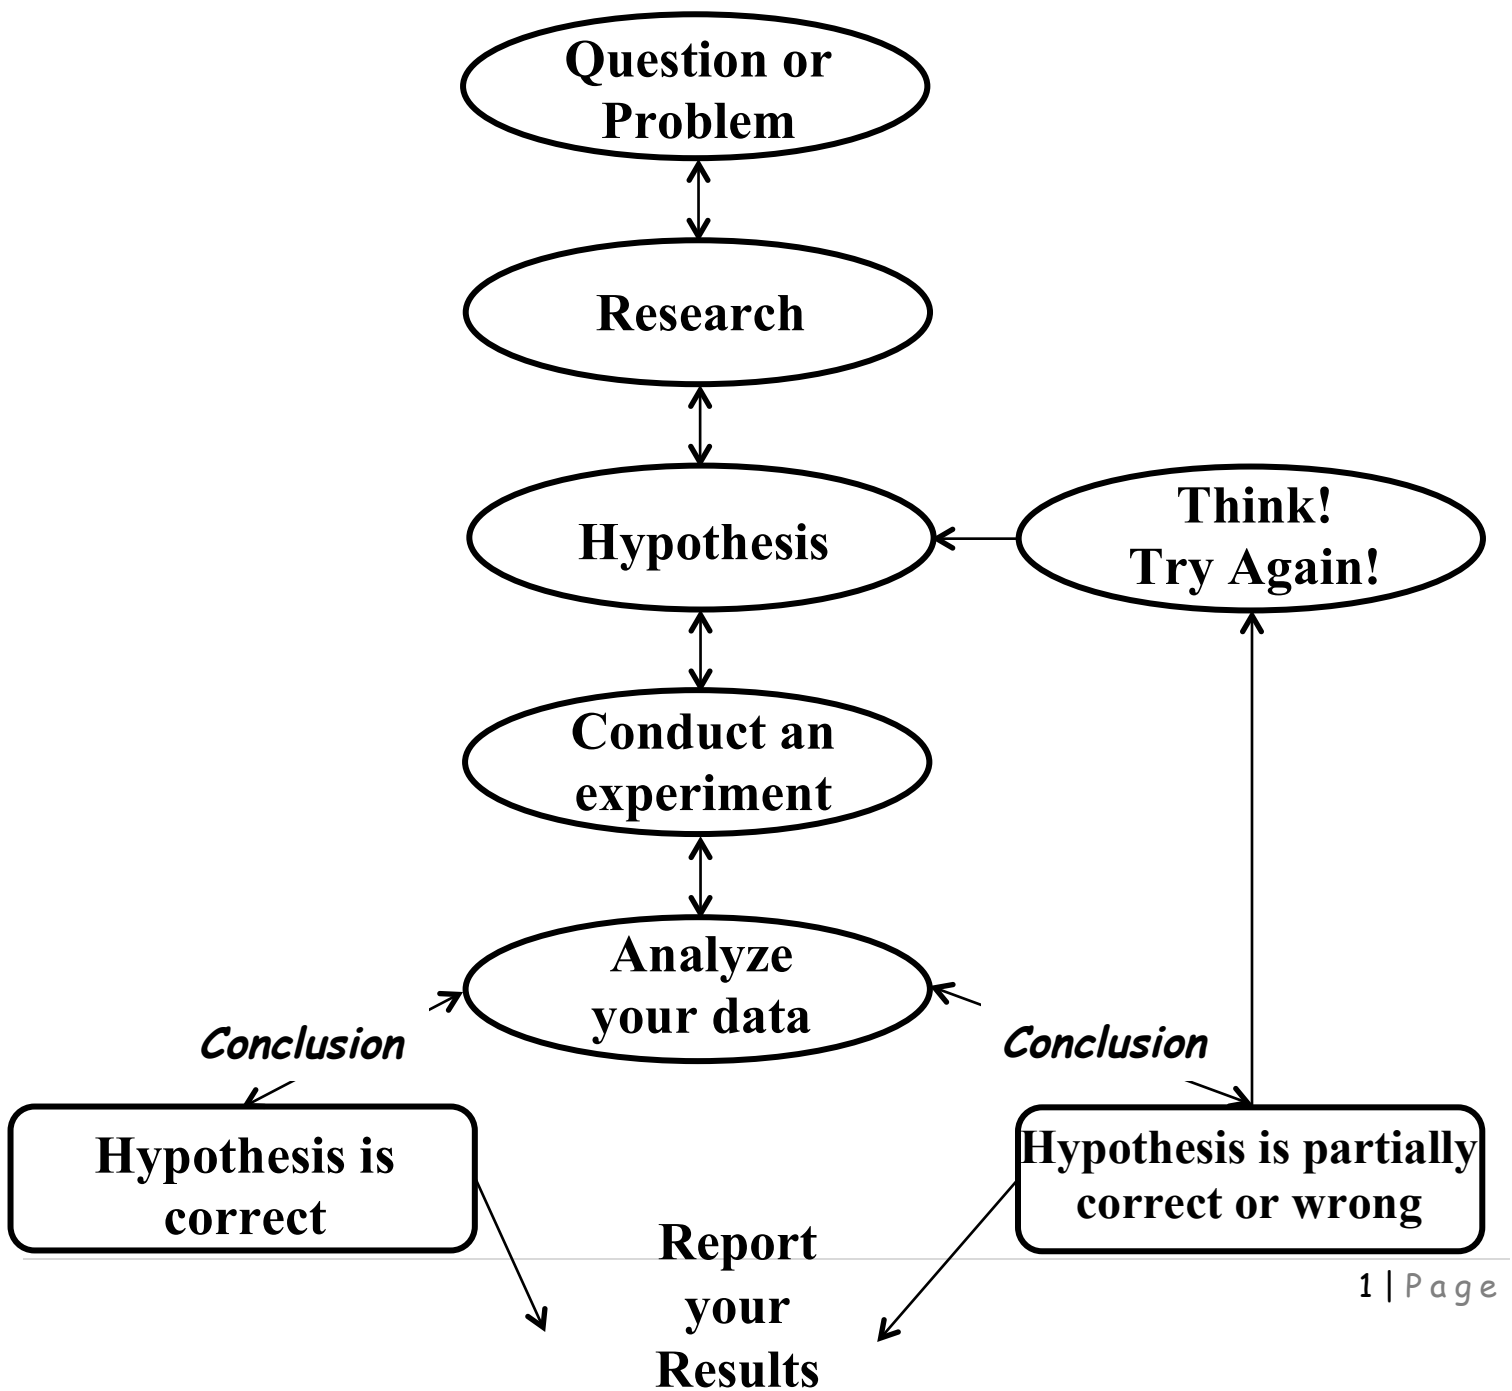 Question or
Problem
Research
Hypothesis
Think!
Try Again!
Conduct an
experiment
Analyze
your data
Conclusion
Conclusion
Hypothesis is
correct
Hypothesis is partially
correct or wrong
Report
your
Results
1 | Page